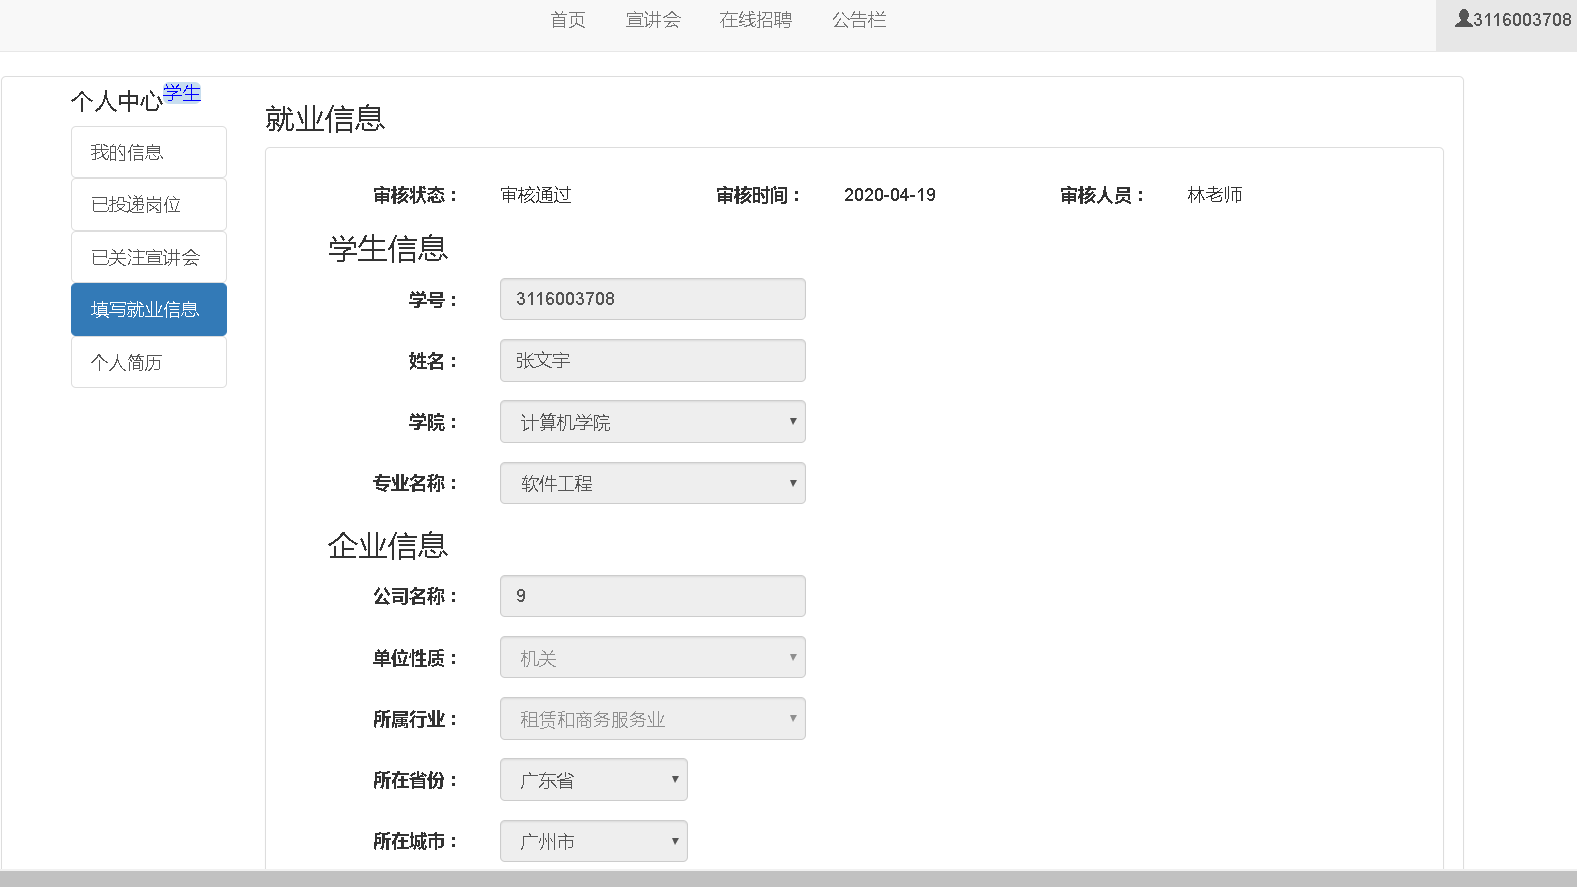 首页 宣讲会 在线招聘 公告栏 3116003708
个人中心学生
我的信息
已投递岗位
已关注宣讲会
填写就业信息
个人简历
就业信息
审核状态： 审核通过 审核时间： 2020-04-19 审核人员： 林老师
学生信息
学号： 3116003708
姓名： 张文宇
学院： 计算机学院
专业名称： 软件工程
企业信息
公司名称： 9
单位性质： 机关
所属行业： 租赁和商务服务业
所在省份： 广东省
所在城市： 广州市